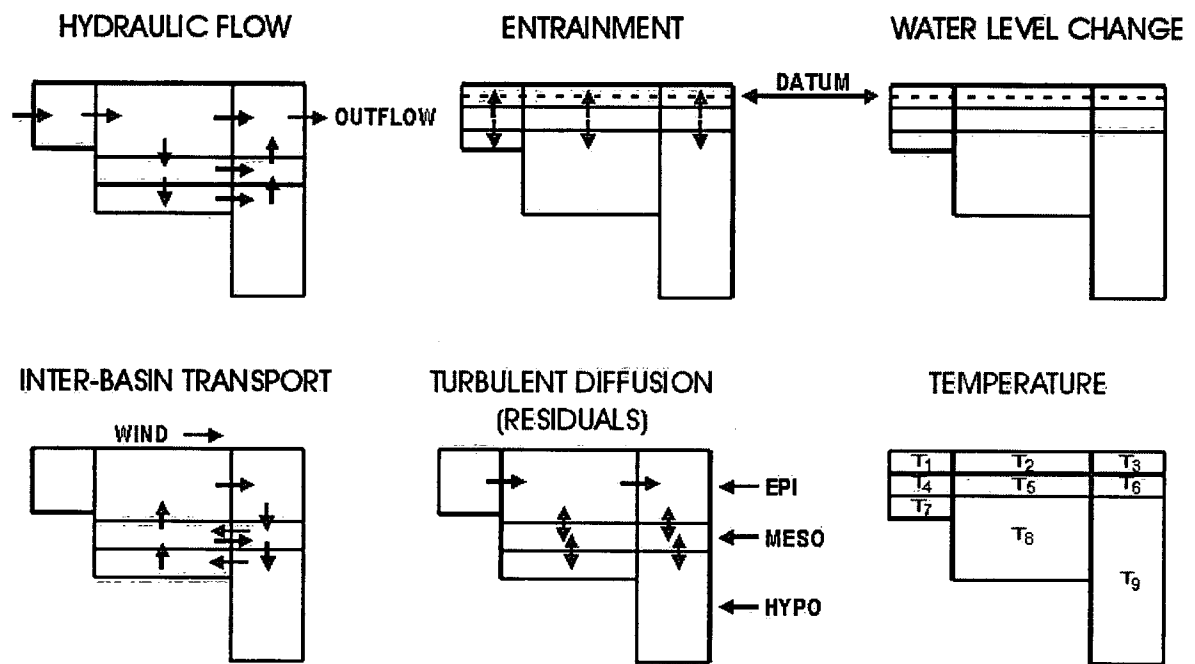 HYDRAULIC FLOW
ENTRAINMENT
WATER LEVEL CHANGE
DATUM
OUTFLOW
INTER-BASIN TRANSPORT
TURBULENT DIFFUSION
(RESIDUALS)
TEMPERATURE
WIND
EPI
MESO
HYPO
T1 T2 T3
T4 T5 T6
T7
T8
T9